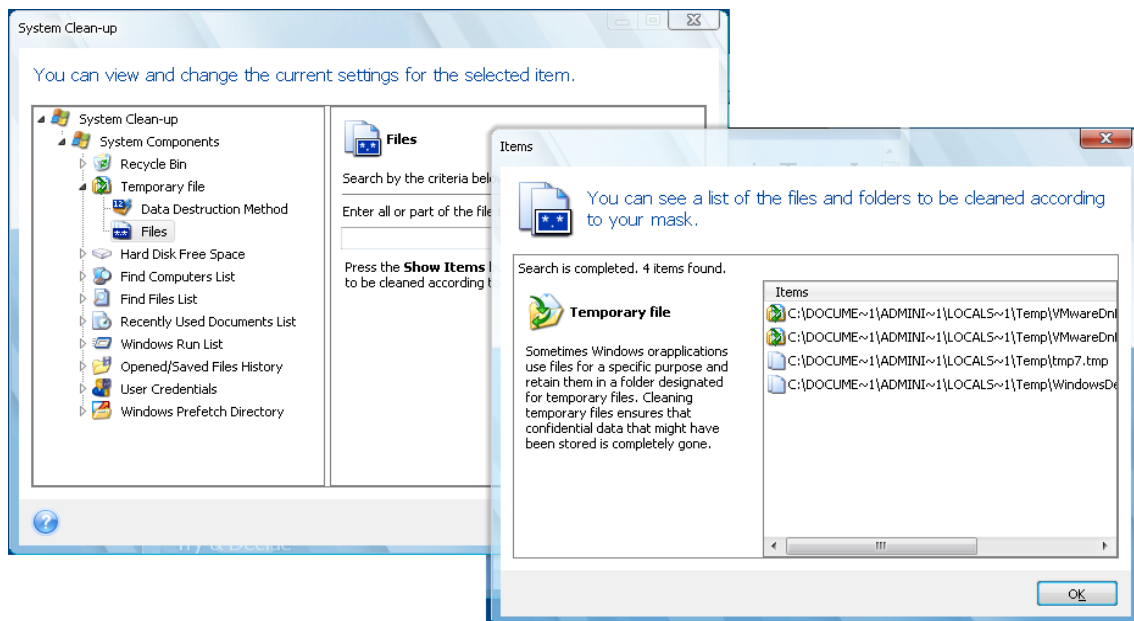 System Clean-up
You can view and change the current settings for the selected item.
System Clean-up
System Components
Recycle Bin
Temporary file
Data Destruction Method
Files
Hard Disk Free Space
Find Computers List
Find Files List
Recently Used Documents List
Windows Run List
Opened/Saved Files History
User Credentials
Windows Prefetch Directory
Files
Search by the criteria
Enter all or part of the file
Press the Show Items
to be cleaned according
Try & Decide
Items
You can see a list of the files and folders to be cleaned according
to your mask.
Search is completed. 4 items found.
Temporary file
Sometimes Windows orapplications
use files for a specific purpose and
retain them in a folder designated
for temporary files. Cleaning
temporary files ensures that
confidential data that might have
been stored is completely gone.
Items
C:\DOCUME~1\ADMINI~1\LOCALS~1\Temp\VMwareDn
C:\DOCUME~1\ADMINI~1\LOCALS~1\Temp\VMwareDn
C:\DOCUME~1\ADMINI~1\LOCALS~1\Temp\tmp7.tmp
C:\DOCUME~1\ADMINI~1\LOCALS~1\Temp\WindowsDe
OK